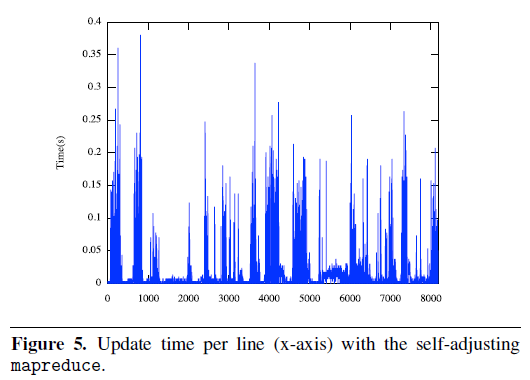 0.4
0.35
0.3
0.25
0.2
0.15
0.1
0.05
0
Time(s)
0 1000 2000 3000 4000 5000 6000 7000 8000
Figure 5. Update time per line (x-axis) with the self-adjusting
mapreduce.